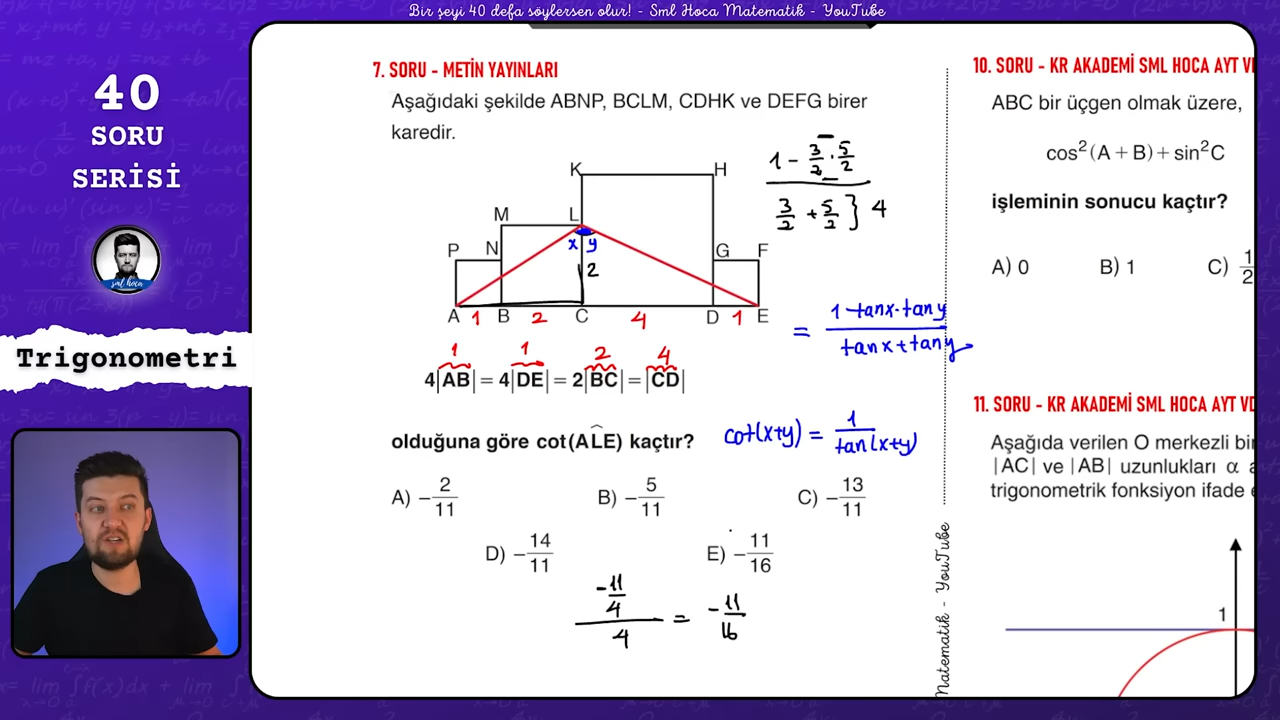 Bir şeyi 40 defa söylersen olur! - Sml Hoca Matematik - YouTube
40
SORU
SERİSİ
sml hoca
Trigonometri
7. SORU - METİN YAYINLARI
Aşağıdaki şekilde ABNP, BCLM, CDHK ve DEFG birer
karedir.
K H
M L
P N G F
x y
2
A 1 B 2 C 4 D 1 E
1 - 3/2 · 5/2
3/2 + 5/2 } 4
= 1 - tanx · tany
tanx + tany
1 1 2 4
4|AB| = 4|DE| = 2|BC| = |CD|
olduğuna göre cot(ALE) kaçtır?
cot(x+y) = 1/tan(x+y)
A) -2/11 B) -5/11 C) -13/11
D) -14/11 E) -11/16
-11/4 / 4 = -11/16
Matematik - YouTube
10. SORU - KR AKADEMİ SML HOCA AYT
ABC bir üçgen olmak üzere,
cos²(A + B) + sin²C
işleminin sonucu kaçtır?
A) 0 B) 1 C) 1/2
11. SORU - KR AKADEMİ SML HOCA AYT
Aşağıda verilen O merkezli
|AC| ve |AB| uzunlukları α
trigonometrik fonksiyon ifade
1